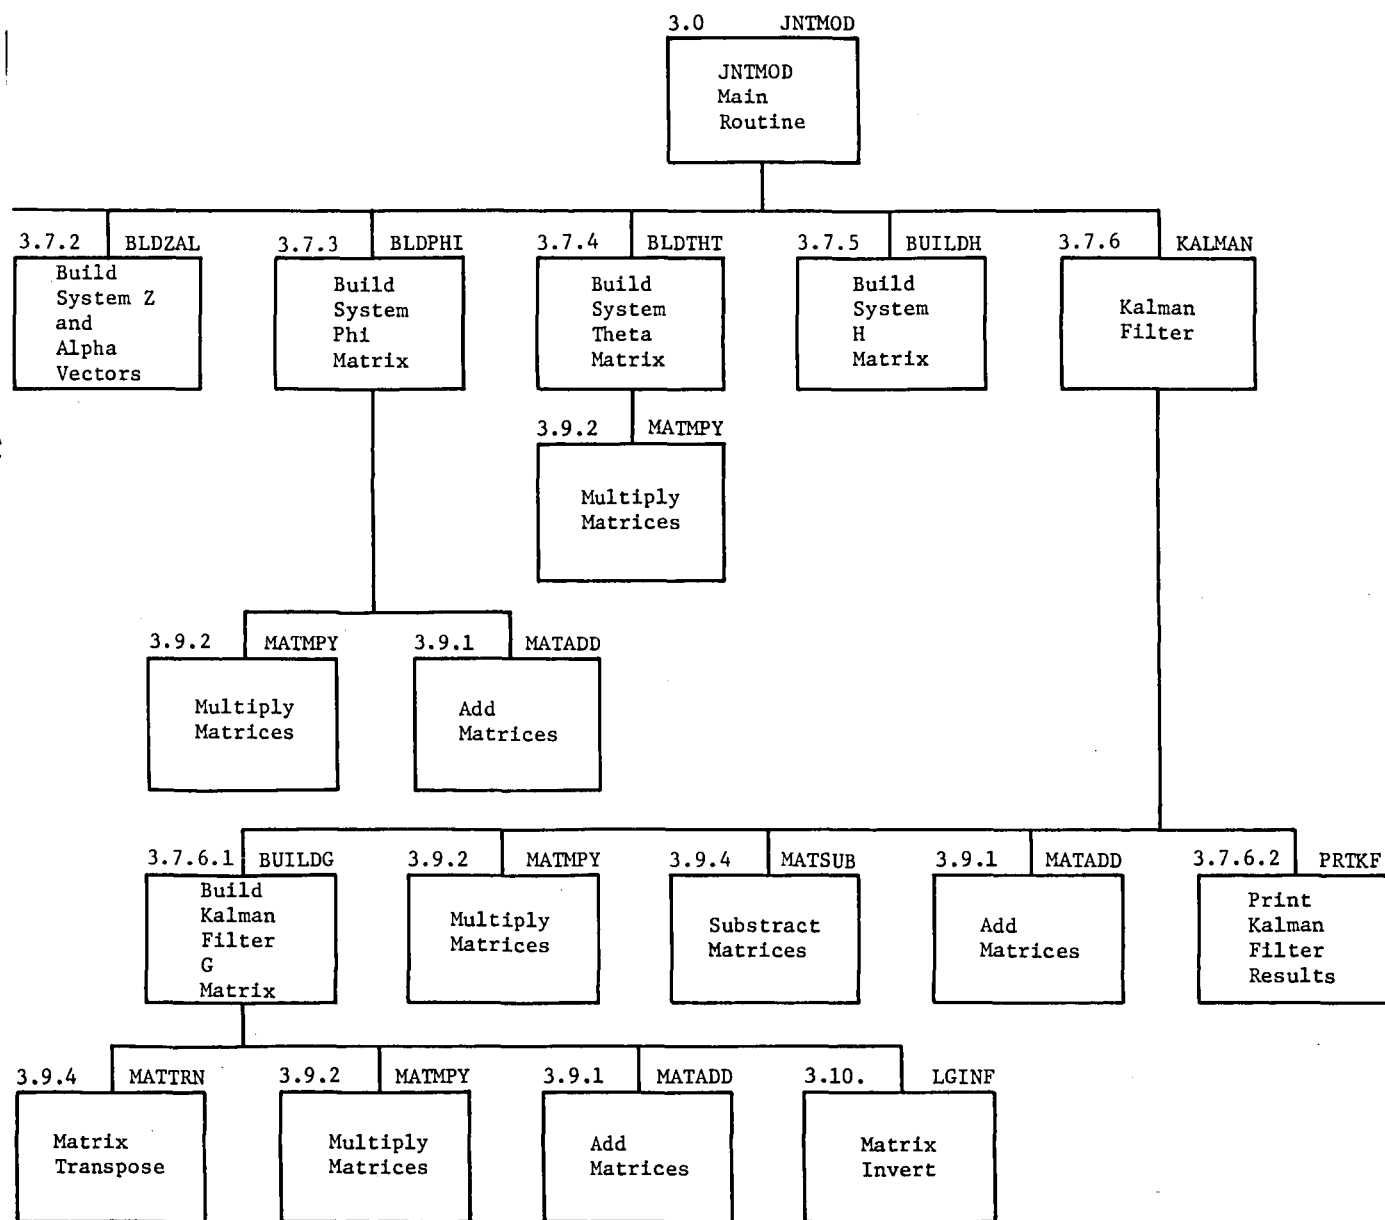 3.0 JNTMOD
JNTMOD
Main
Routine
3.7.2 BLDZAL
Build
System Z
and
Alpha
Vectors
3.7.3 BLDPHI
Build
System
Phi
Matrix
3.7.4 BLDTHT
Build
System
Theta
Matrix
3.7.5 BUILDH
Build
System
H
Matrix
3.7.6 KALMAN
Kalman
Filter
3.9.2 MATMPY
Multiply
Matrices
3.9.2 MATMPY
Multiply
Matrices
3.9.1 MATADD
Add
Matrices
3.7.6.1 BUILDG
Build
Kalman
Filter
G
Matrix
3.9.2 MATMPY
Multiply
Matrices
3.9.4 MATSUB
Substract
Matrices
3.9.1 MATADD
Add
Matrices
3.7.6.2 PRTKF
Print
Kalman
Filter
Results
3.9.4 MATTRN
Matrix
Transpose
3.9.2 MATMPY
Multiply
Matrices
3.9.1 MATADD
Add
Matrices
3.10. LGINF
Matrix
Invert